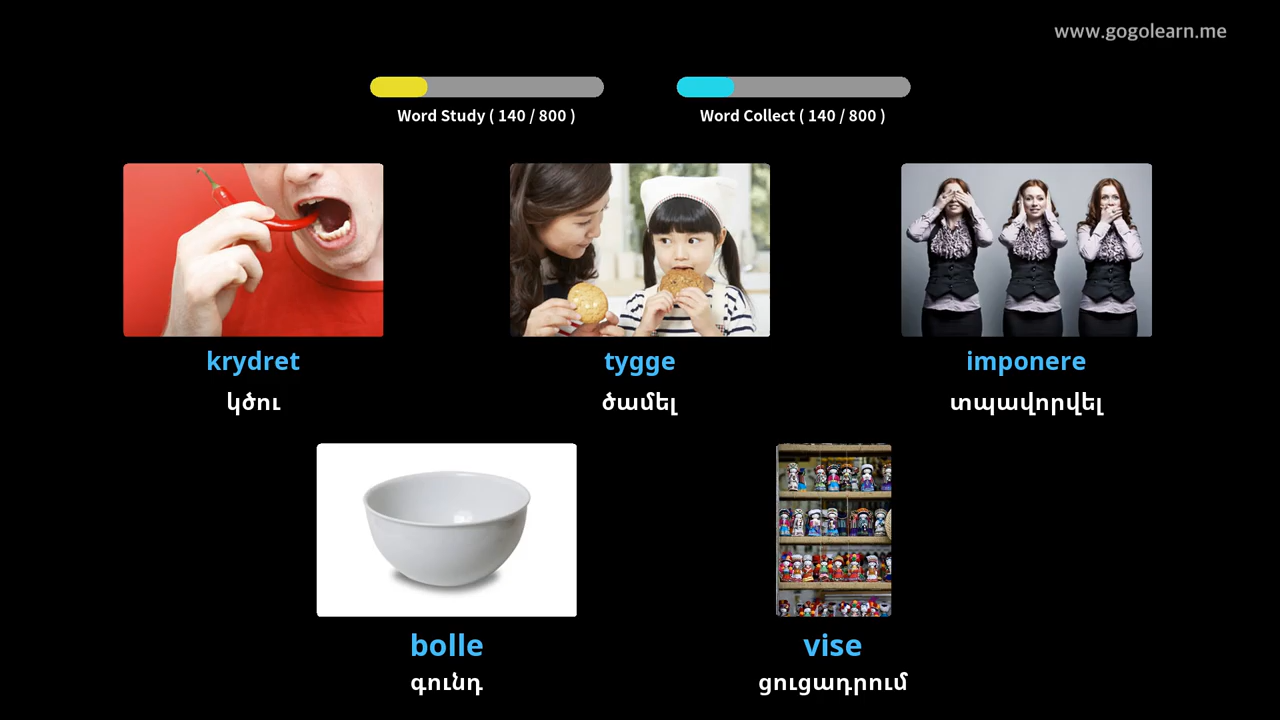 www.gogolearn.me
Word Study ( 140 / 800 )
Word Collect ( 140 / 800 )
krydret
tygge
imponere
կծու
ծամել
տպավորվել
bolle
vise
գունդ
ցուցադրում